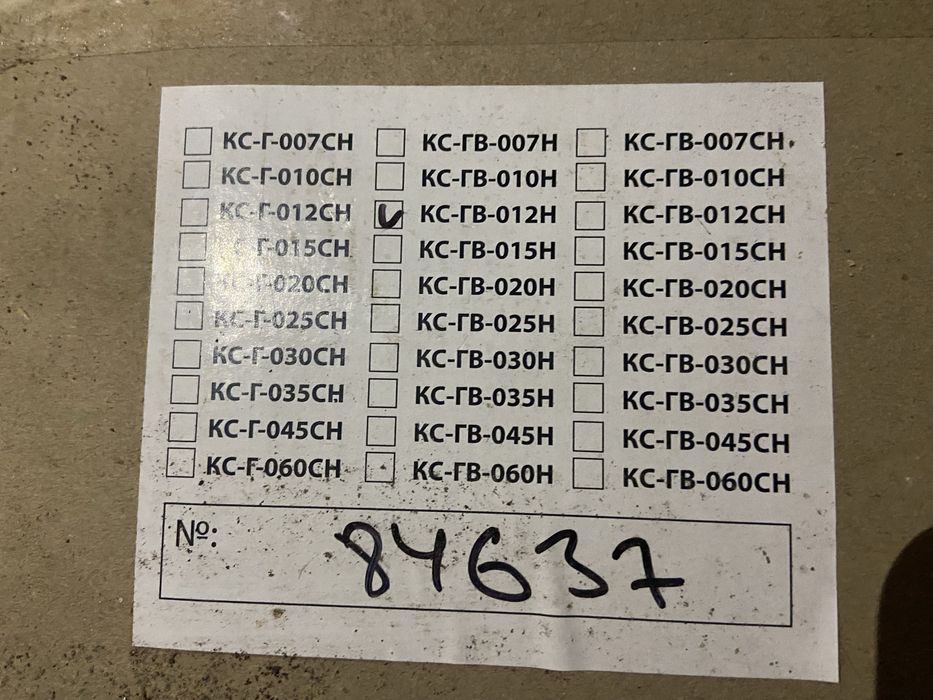 КС-Г-007СН КС-ГВ-007Н КС-ГВ-007СН
КС-Г-010СН КС-ГВ-010Н КС-ГВ-010СН
КС-Г-012СН КС-ГВ-012Н КС-ГВ-012СН
Г-015СН КС-ГВ-015Н КС-ГВ-015СН
КС-Г-020СН КС-ГВ-020Н КС-ГВ-020СН
КС-Г-025СН КС-ГВ-025Н КС-ГВ-025СН
КС-Г-030СН КС-ГВ-030Н КС-ГВ-030СН
КС-Г-035СН КС-ГВ-035Н КС-ГВ-035СН
КС-Г-045СН КС-ГВ-045Н КС-ГВ-045СН
КС-Г-060СН КС-ГВ-060Н КС-ГВ-060СН
№: 84637